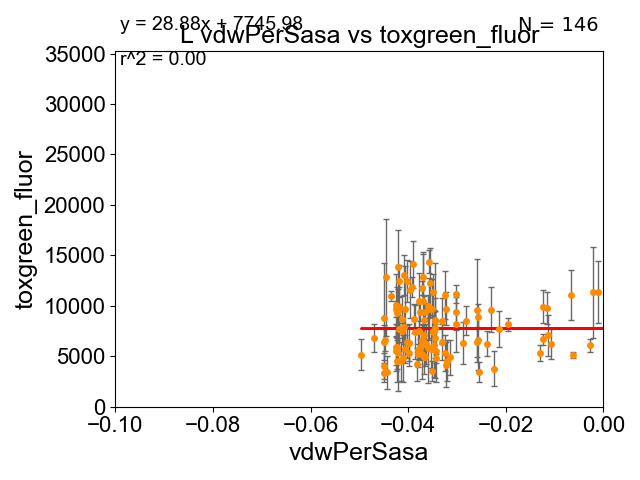 y = 28.88x + 7745.98
N = 146
L vdwPerSasa vs toxgreen_fluor
r^2 = 0.00
35000
30000
25000
20000
15000
10000
5000
0
toxgreen_fluor
−0.10
−0.08
−0.06
−0.04
−0.02
0.00
vdwPerSasa